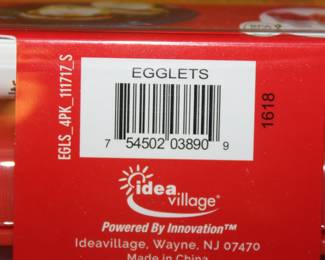 EGGLETS
7 54502 03890 9
1618
EGLS_4PK_111717_S
idea
village®
Powered By Innovation™
Ideavillage, Wayne, NJ 07470
Made in China